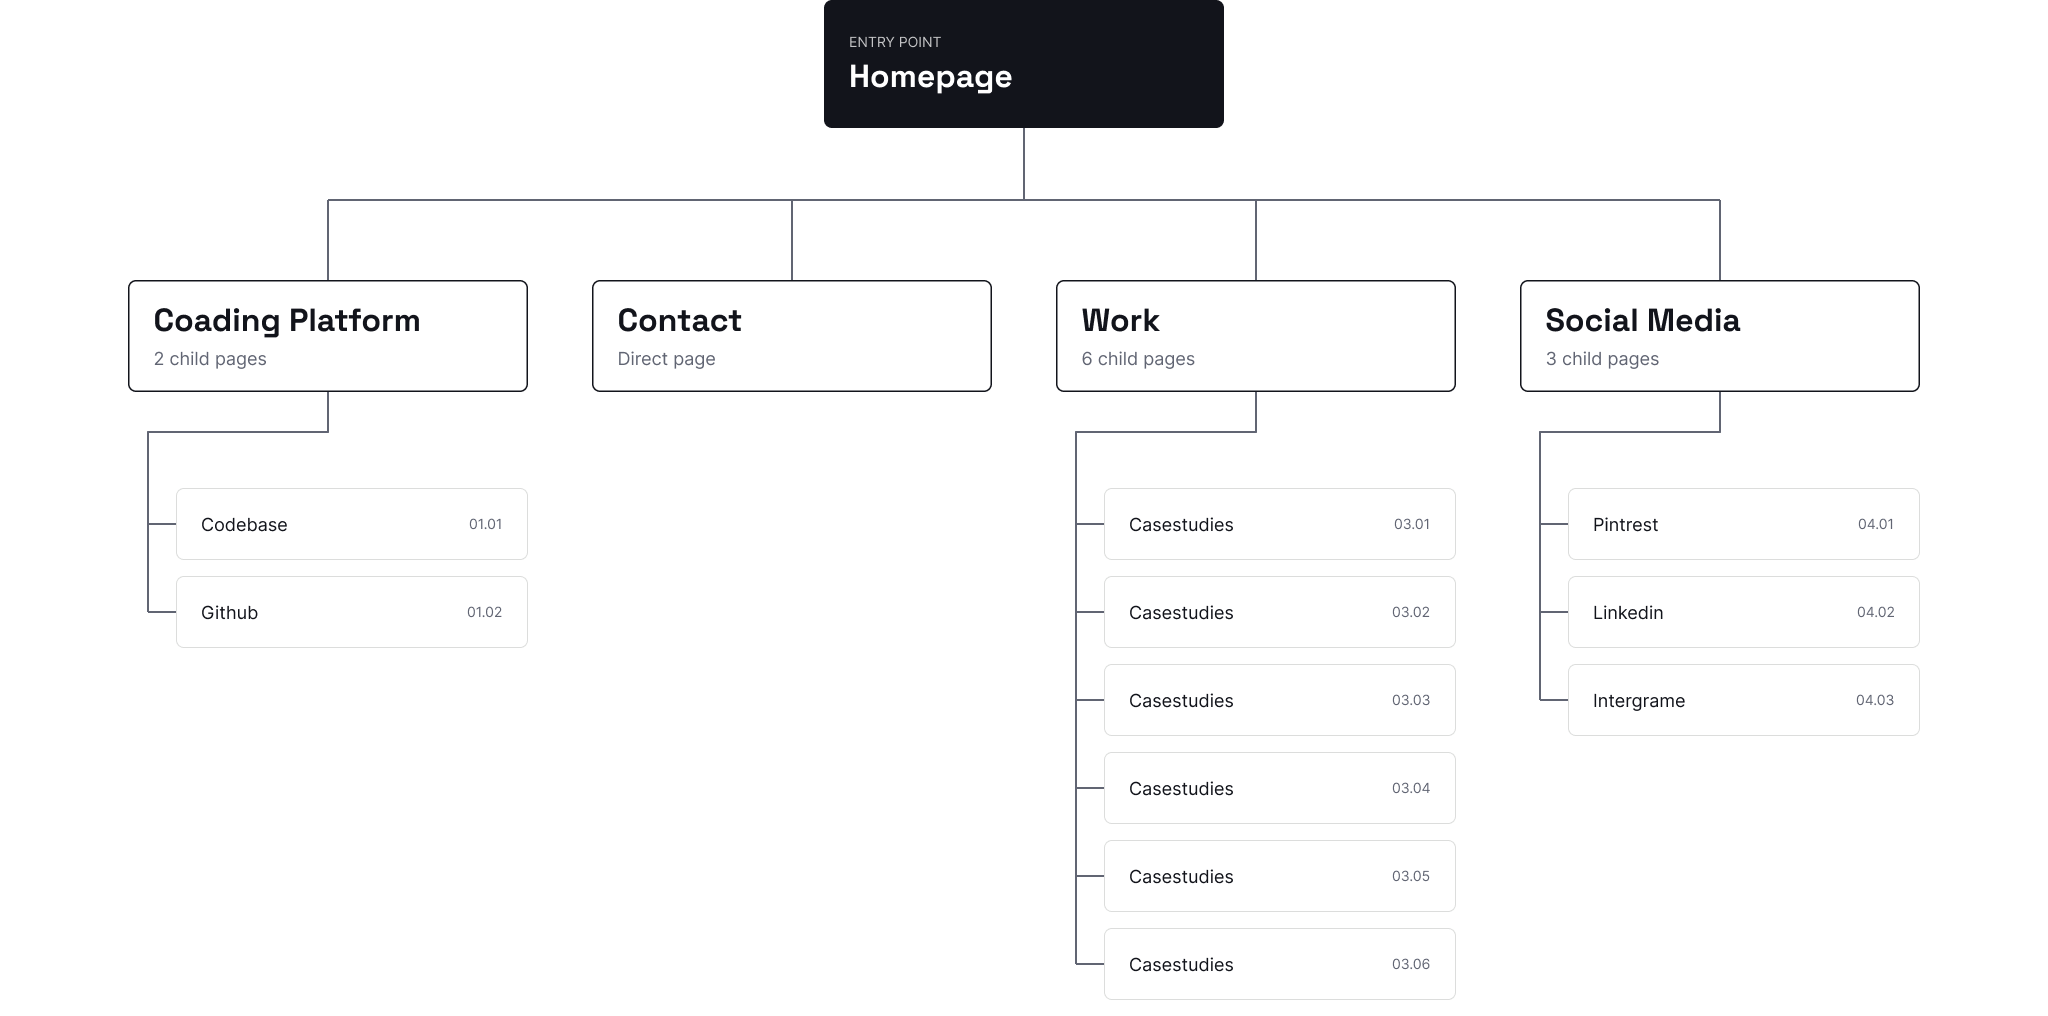 ENTRY POINT
Homepage
Coading Platform
2 child pages
Contact
Direct page
Work
6 child pages
Social Media
3 child pages
Codebase 01.01
Github 01.02
Casestudies 03.01
Casestudies 03.02
Casestudies 03.03
Casestudies 03.04
Casestudies 03.05
Casestudies 03.06
Pintrest 04.01
Linkedin 04.02
Intergrame 04.03